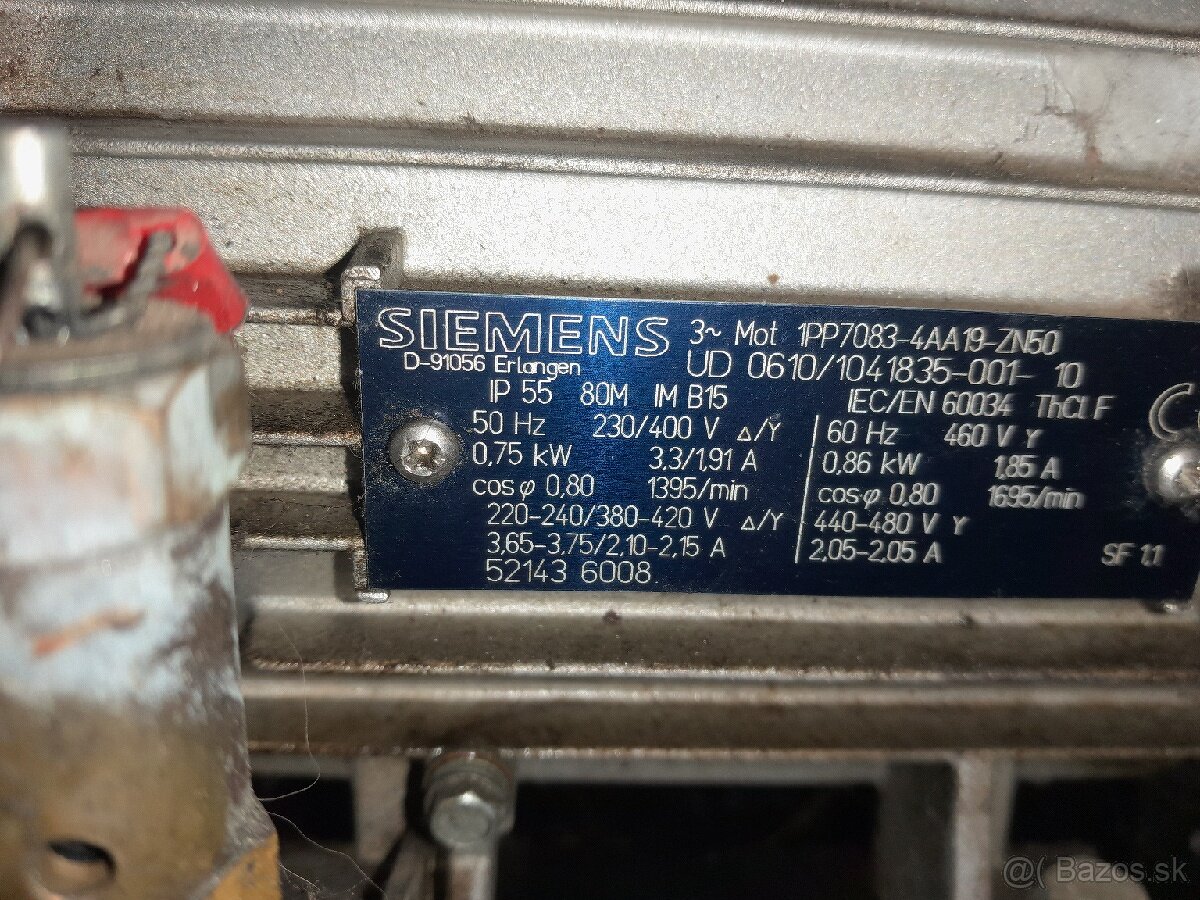 SIEMENS 3~ Mot 1PP7083-4AA19-ZN50
D-91056 Erlangen UD 0610/1041835-001- 10
IP 55 80M IM B15 IEC/EN 60034 ThCl.F
50 Hz 230/400 V Δ/Y
0,75 kW 3,3/1,91 A
cosφ 0,80 1395/min
220-240/380-420 V Δ/Y
3,65-3,75/2,10-2,15 A
52143 6008
60 Hz 460 V Y
0,86 kW 1,85 A
cosφ 0,80 1695/min
440-480 V Y
2,05-2,05 A
SF 1.1
@( Bazos.sk